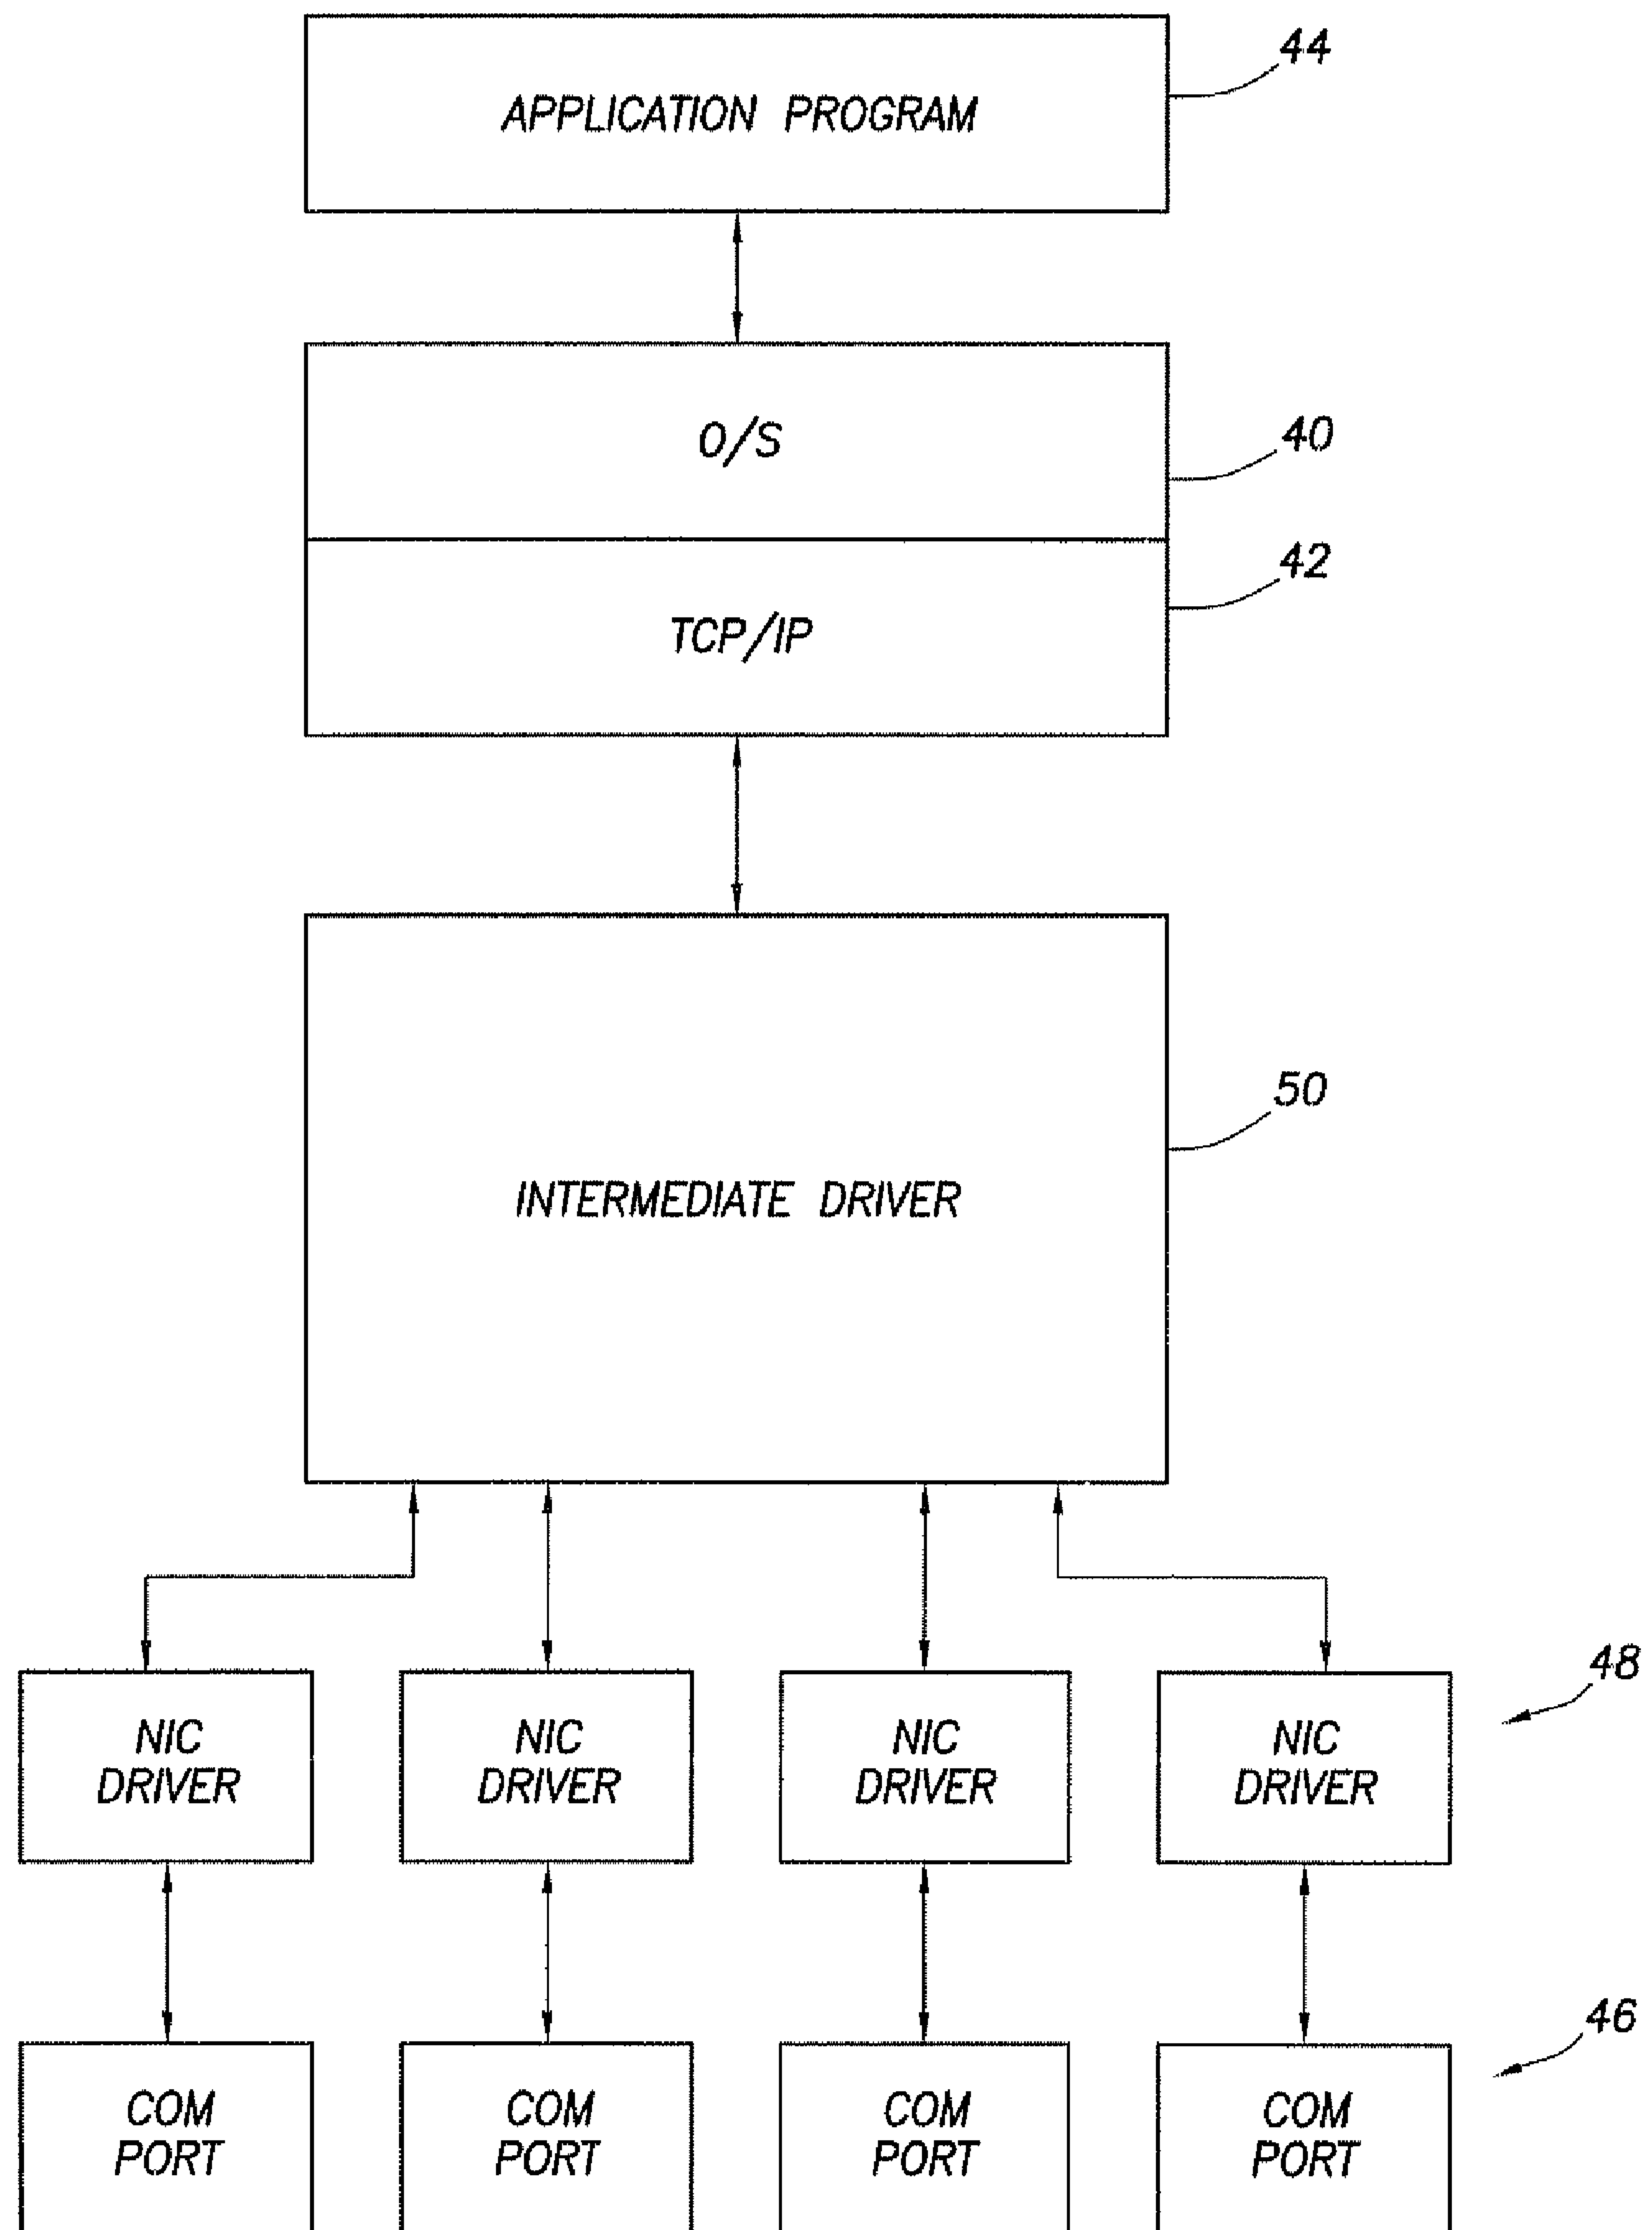 APPLICATION PROGRAM
44
O/S
40
TCP/IP
42
INTERMEDIATE DRIVER
50
NIC
DRIVER
NIC
DRIVER
NIC
DRIVER
NIC
DRIVER
48
COM
PORT
COM
PORT
COM
PORT
COM
PORT
46